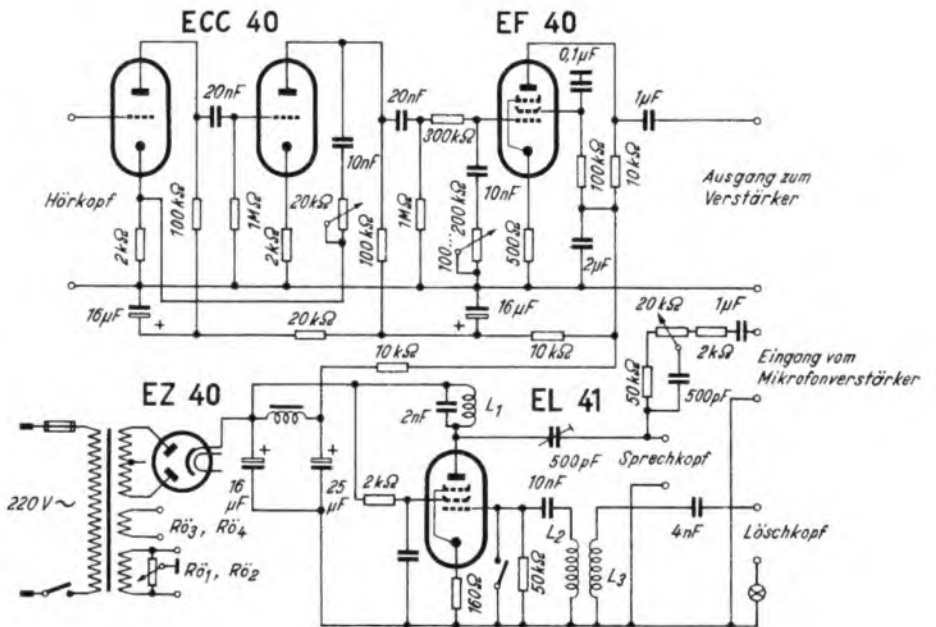 ECC 40
EF 40
0,1µF
20nF
20nF
1µF
300kΩ
10nF
10nF
100kΩ
10kΩ
Hörkopf
2kΩ
100kΩ
1MΩ
2kΩ
20kΩ
100kΩ
1MΩ
100...
200kΩ
500Ω
2µF
Ausgang zum
Verstärker
16µF
+
20kΩ
+
16µF
10kΩ
20kΩ
1µF
10kΩ
2kΩ
Eingang vom
Mikrofonverstärker
EZ 40
2nF
L1
EL 41
50kΩ
500pF
+
+
500pF
Sprechkopf
220V~
16
µF
25
µF
2kΩ
10nF
Rö3, Rö4
L2
4nF
Löschkopf
Rö1, Rö2
160Ω
50kΩ
L3